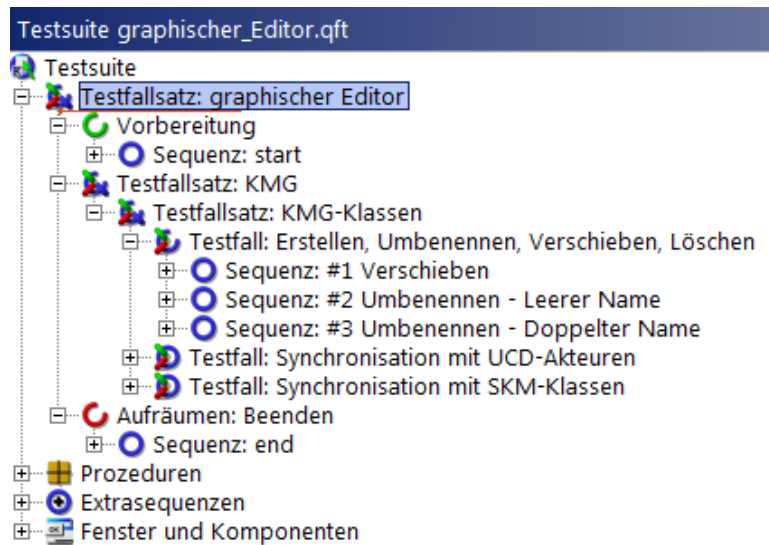 Testsuite graphischer_Editor.qft
Testsuite
Testfallsatz: graphischer Editor
Vorbereitung
Sequenz: start
Testfallsatz: KMG
Testfallsatz: KMG-Klassen
Testfall: Erstellen, Umbenennen, Verschieben, Löschen
Sequenz: #1 Verschieben
Sequenz: #2 Umbenennen - Leerer Name
Sequenz: #3 Umbenennen - Doppelter Name
Testfall: Synchronisation mit UCD-Akteuren
Testfall: Synchronisation mit SKM-Klassen
Aufräumen: Beenden
Sequenz: end
Prozeduren
Extrasequenzen
Fenster und Komponenten